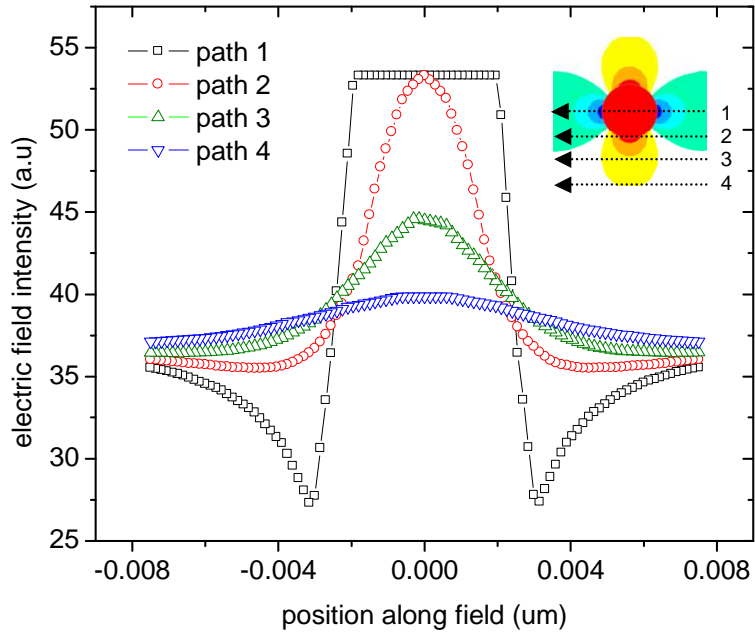 path 1
path 2
path 3
path 4
1
2
3
4
electric field intensity (a.u)
55
50
45
40
35
30
25
-0.008
-0.004
0.000
0.004
0.008
position along field (um)